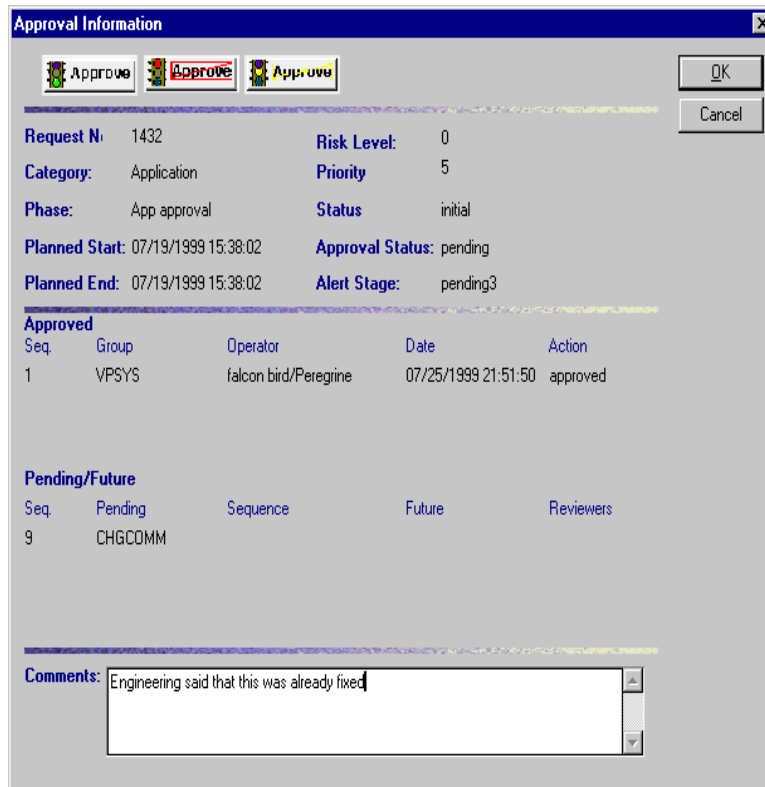 Approval Information
Approve Approve Approve
OK
Cancel
Request N 1432 Risk Level: 0
Category: Application Priority 5
Phase: App approval Status initial
Planned Start: 07/19/1999 15:38:02 Approval Status: pending
Planned End: 07/19/1999 15:38:02 Alert Stage: pending3
Approved
Seq. Group Operator Date Action
1 VPSYS falcon bird/Peregrine 07/25/1999 21:51:50 approved
Pending/Future
Seq. Pending Sequence Future Reviewers
9 CHGCOMM
Comments: Engineering said that this was already fixed